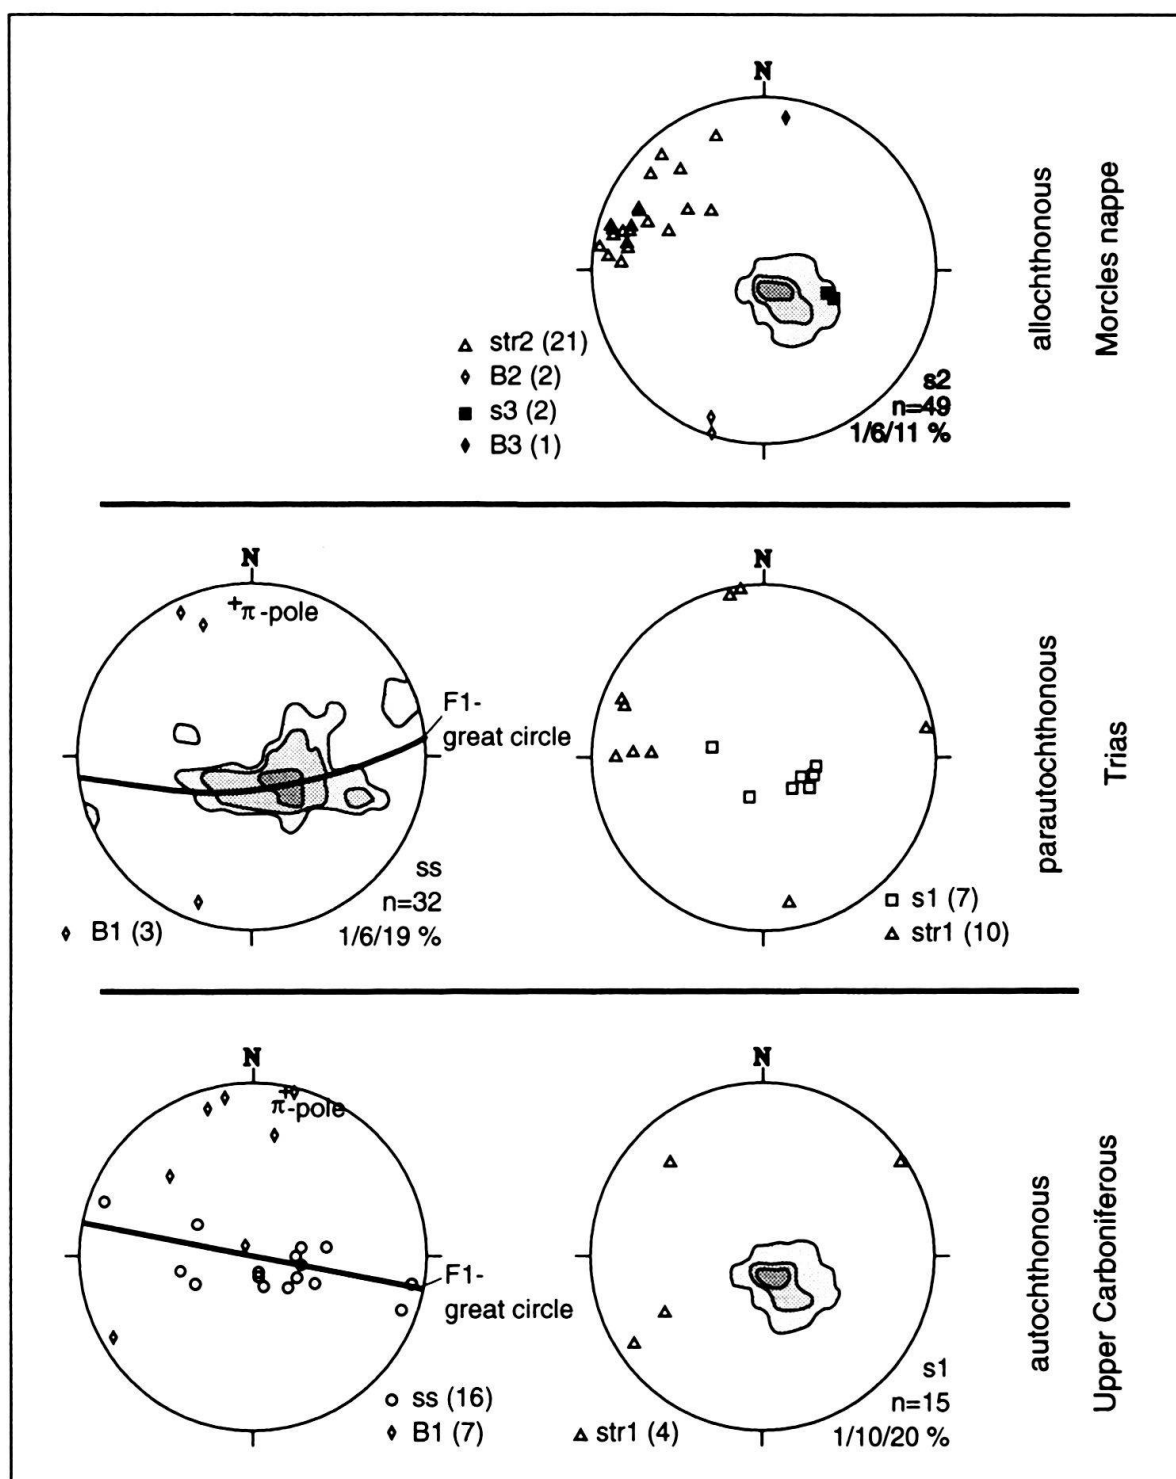 N
str2 (21)
B2 (2)
s3 (2)
B3 (1)
s2
n=49
1/6/11 %
allochthonous
Morcles nappe
N
π-pole
F1-
great circle
ss
n=32
1/6/19 %
B1 (3)
N
s1 (7)
str1 (10)
parautochthonous
Trias
N
π-pole
F1-
great circle
ss (16)
B1 (7)
N
s1
n=15
1/10/20 %
str1 (4)
autochthonous
Upper Carboniferous